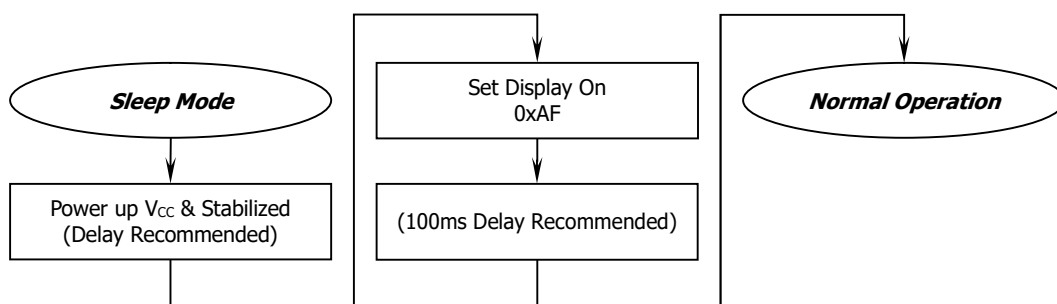 Sleep Mode
Power up VCC & Stabilized
(Delay Recommended)
Set Display On
0xAF
(100ms Delay Recommended)
Normal Operation